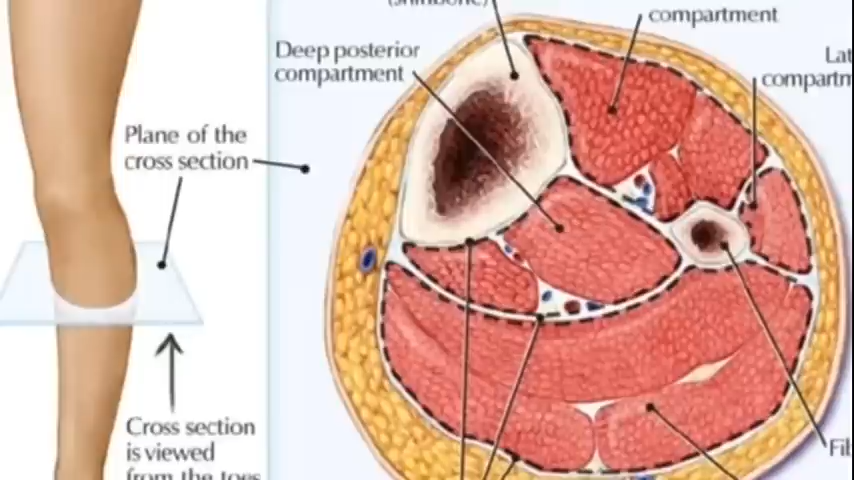 (shinbone)
compartment
Deep posterior
compartment
Lat
compartm
Plane of the
cross section
Cross section
is viewed
from the toes
Fib